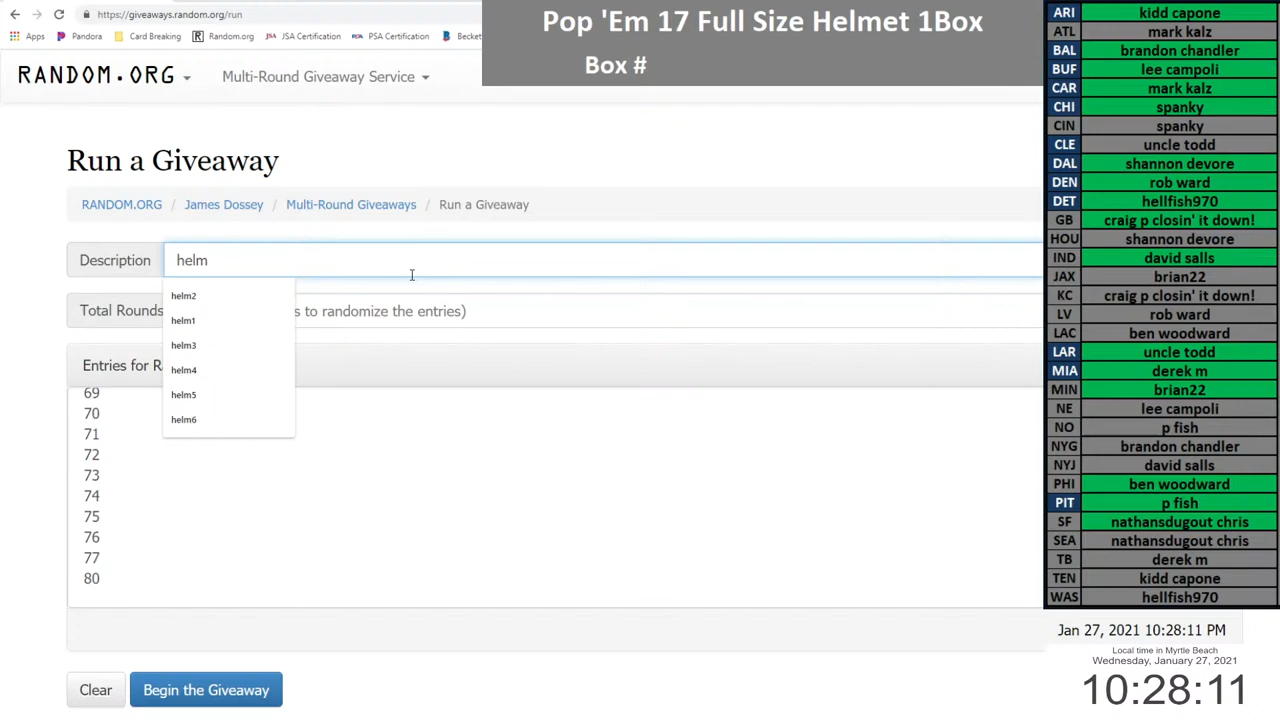 https://giveaways.random.org/run
Apps Pandora Card Breaking Random.org JSA Certification PSA Certification Becket
Pop 'Em 17 Full Size Helmet 1Box
Box #
RANDOM.ORG Multi-Round Giveaway Service
Run a Giveaway
RANDOM.ORG / James Dossey / Multi-Round Giveaways / Run a Giveaway
Description helm
helm2
helm1
helm3
helm4
helm5
helm6
Total Rounds s to randomize the entries)
Entries for R
69
70
71
72
73
74
75
76
77
80
Clear Begin the Giveaway
ARI kidd capone
ATL mark kalz
BAL brandon chandler
BUF lee campoli
CAR mark kalz
CHI spanky
CIN spanky
CLE uncle todd
DAL shannon devore
DEN rob ward
DET hellfish970
GB craig p closin' it down!
HOU shannon devore
IND david salls
JAX brian22
KC craig p closin' it down!
LV rob ward
LAC ben woodward
LAR uncle todd
MIA derek m
MIN brian22
NE lee campoli
NO p fish
NYG brandon chandler
NYJ david salls
PHI ben woodward
PIT p fish
SF nathansdugout chris
SEA nathansdugout chris
TB derek m
TEN kidd capone
WAS hellfish970
Jan 27, 2021 10:28:11 PM
Local time in Myrtle Beach
Wednesday, January 27, 2021
10:28:11